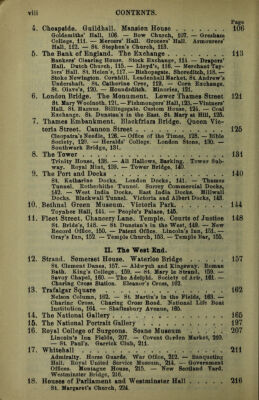 viii CONTENTS.
Page
4. Cheapside. Guildhall. Mansion House . . . . . . . 106
Goldsmiths' Hall, 106. — Bow Church, 107. — Gresham
College, 111. — Mercers' Hall. Grocers' Hall. Armourers'
Hall, 112. — St. Stephen's Church, 113.
5. The Bank of England. The Exchange . . . . . . . 113
Bankers' Clearing House. Stock Exchange, 114. — Drapers'
Hall. Dutch Church, 115. — Lloyd's, 116. — Merchant Tay-
lors' Hall. St. Helen's, 117. — Bishopsgate. Shoreditch, 118. —
Stoke Newington. Cornhill. Leadenhall Market. St. Andrew's
Undershaft. St. Catherine Cree, 119. — Corn Exchange.
St. Olave's, 120. — Houndsditch. Minories, 121.
6. London Bridge. The Monument. Lower Thames Street 121
St. Mary Woolnoth, 121. — Fishmongers' Hall, 123. — Vintners'
Hall. St. Magnus. Billingsgate. Custom House, 124. — Coal
Exchange. St. Dunstan's in the East. St. Mary at Hill, 125.
7. Thames Embankment. Blackfriars Bridge. Queen Vic-
toria Street. Cannon Street . . . . . . . 125
Cleopatra's Needle, 126. — Office of the Times, 128. — Bible
Society, 129. — Heralds' College. London Stone, 130. —
Southwark Bridge, 131.
8. The Tower . . . . . . . 131
Trinity House, 138. — All Hallows, Barking. Tower Sub-
way. Royal Mint, 139. — Tower Bridge, 140.
9. The Port and Docks . . . . . . . 140
St. Katharine Docks. London Docks, 141. — Thames
Tunnel. Rotherhithe Tunnel. Surrey Commercial Docks,
142. — West India Docks. East India Docks. Millwall
Docks. Blackwall Tunnel. Victoria and Albert Docks, 143.
10. Bethnal Green Museum. Victoria Park . . . . . . . 144
Toynbee Hall, 144. — People's Palace, 145.
11. Fleet Street. Chancery Lane. Temple. Courts of Justice 148
St. Bride's, 148. — St. Dunstan's in the West, 148. — New
Record Office, 150. — Patent Office. Lincoln's Inn, 151. —
Gray's Inn, 152. — Temple Church, 153. — Temple Bar, 155.
II. The West End.
12. Strand. Somerset House. Waterloo Bridge . . . . . . . 157
St. Clement Danes, 157. — Aldwych and Kingsway. Roman
Bath. King's College, 159. — St. Mary le Strand, 159. —
Savoy Chapel, 160. — The Adelphi. Society of Arts, 161.
Charing Cross Station. Eleanor's Cross, 162.
13. Trafalgar Square . . . . . . . 162
Nelson Column, 162. — St. Martin's in the Fields, 163. —
Charing Cross. Charing Cross Road. National Life Boat
Institution, 164. — Shaftesbury Avenue, 165.
14. The National Gallery . . . . . . . 165
15. The National Portrait Gallery . . . . . . . 197
16. Royal College of Surgeons. Soane Museum . . . . . . . 207
Lincoln's Inn Fields, 207. — Covent Garden Market, 210.
— St. Paul's. Garrick Club, 211.
17. Whitehall . . . . . . . 211
Admiralty. Horse Guards. War Office, 212. — Banqueting
Hall. Royal United Service Museum, 214. — Government
Offices. Montague House, 215. — New Scotland Yard.
Westminster Bridge, 216.
18. Houses of Parliament and Westminster Hall . . . . . . . 216
St. Margaret's Church, 224.